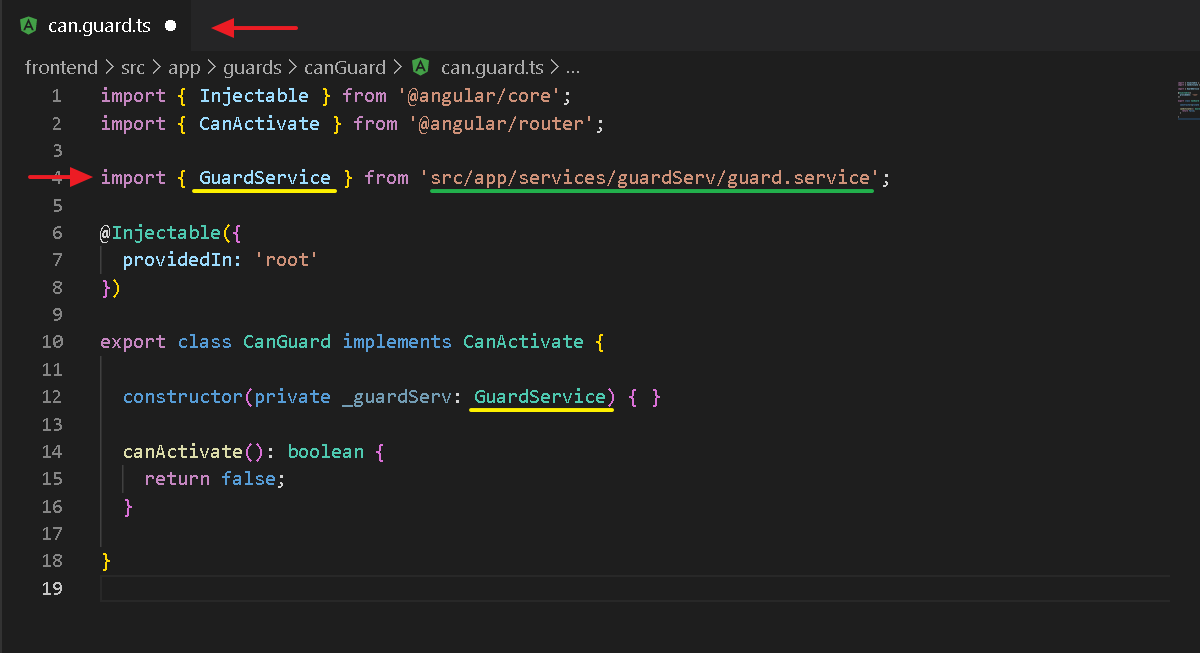 can.guard.ts
frontend > src > app > guards > canGuard > can.guard.ts > ...
1 import { Injectable } from '@angular/core';
2 import { CanActivate } from '@angular/router';
3
4 import { GuardService } from 'src/app/services/guardServ/guard.service';
5
6 @Injectable({
7 providedIn: 'root'
8 })
9
10 export class CanGuard implements CanActivate {
11
12 constructor(private _guardServ: GuardService) { }
13
14 canActivate(): boolean {
15 return false;
16 }
17
18 }
19